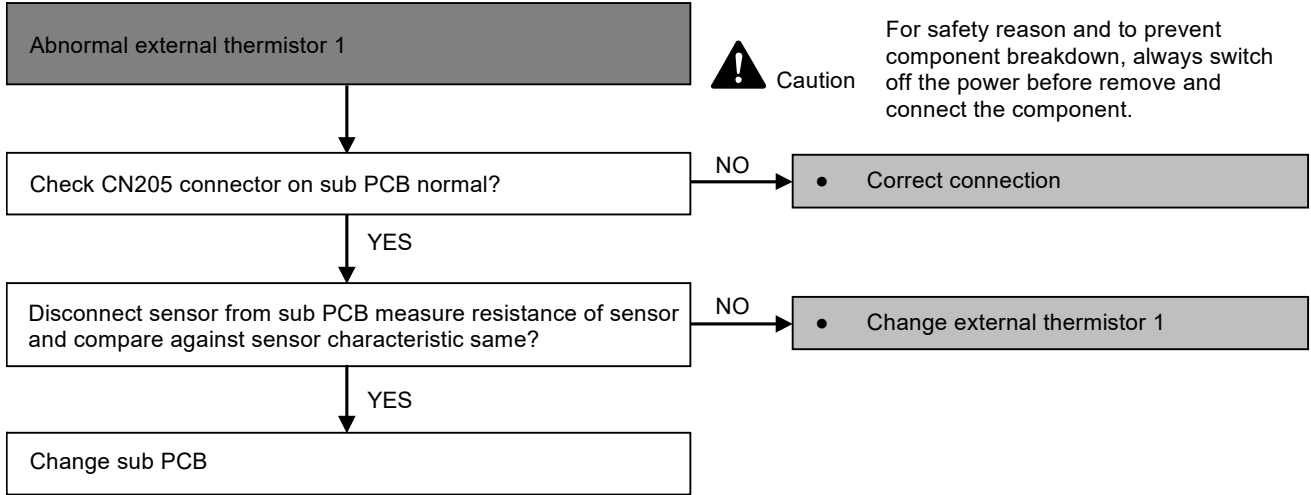 Abnormal external thermistor 1
Caution
For safety reason and to prevent
component breakdown, always switch
off the power before remove and
connect the component.
Check CN205 connector on sub PCB normal?
NO
● Correct connection
YES
Disconnect sensor from sub PCB measure resistance of sensor
and compare against sensor characteristic same?
NO
● Change external thermistor 1
YES
Change sub PCB